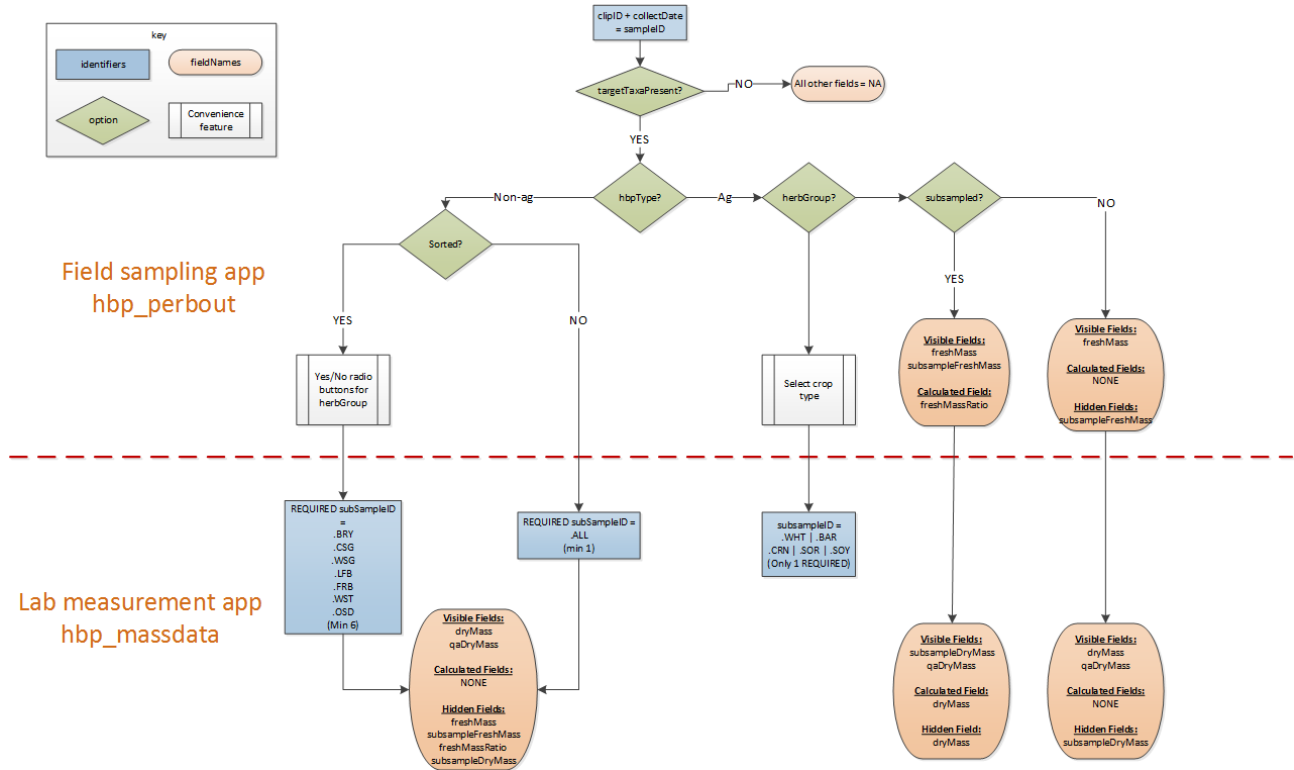 key
identifiers
fieldNames
option
Convenience
feature
clipID + collectDate
= sampleID
targetTaxaPresent?
NO
All other fields = NA
YES
Non-ag
hbpType?
Ag
herbGroup?
subsampled?
NO
Sorted?
Field sampling app
hbp_perbout
YES
NO
YES
Yes/No radio
buttons for
herbGroup
Select crop
type
Visible Fields:
freshMass
subsampleFreshMass
Calculated Field:
freshMassRatio
Visible Fields:
freshMass
Calculated Fields:
NONE
Hidden Fields:
subsampleFreshMass
Lab measurement app
hbp_massdata
REQUIRED subSampleID
=
.BRY
.CSG
.WSG
.LFB
.FRB
.WST
.OSD
(Min 6)
REQUIRED subSampleID =
.ALL
(min 1)
subsampleID =
.WHT | .BAR
.CRN | .SOR | .SOY
(Only 1 REQUIRED)
Visible Fields:
dryMass
qaDryMass
Calculated Fields:
NONE
Hidden Fields:
freshMass
subsampleFreshMass
freshMassRatio
subsampleDryMass
Visible Fields:
subsampleDryMass
qaDryMass
Calculated Field:
dryMass
Hidden Field:
dryMass
Visible Fields:
dryMass
qaDryMass
Calculated Fields:
NONE
Hidden Fields:
subsampleDryMass